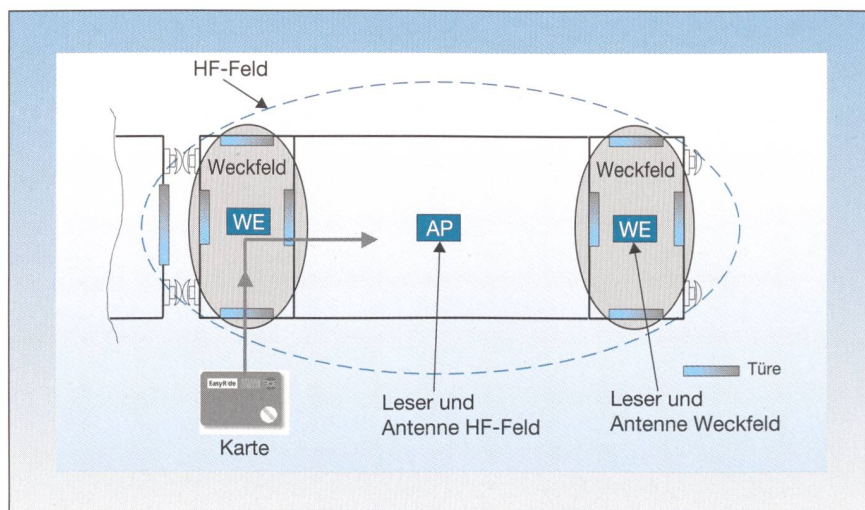 HF-Feld
Weckfeld
Weckfeld
WE
AP
WE
EasyRide
Türe
Karte
Leser und
Antenne HF-Feld
Leser und
Antenne Weckfeld